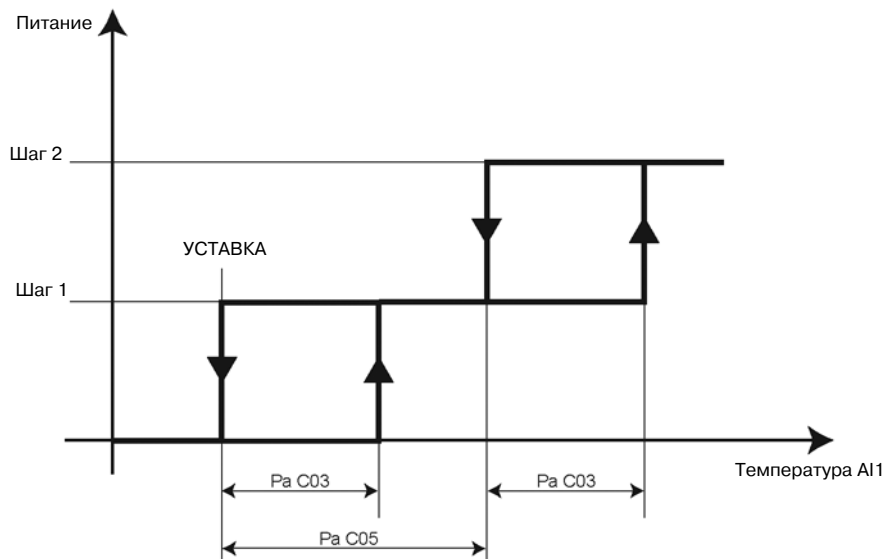 Питание
Шаг 2
УСТАВКА
Шаг 1
Температура AI1
Pa C03
Pa C03
Pa C05